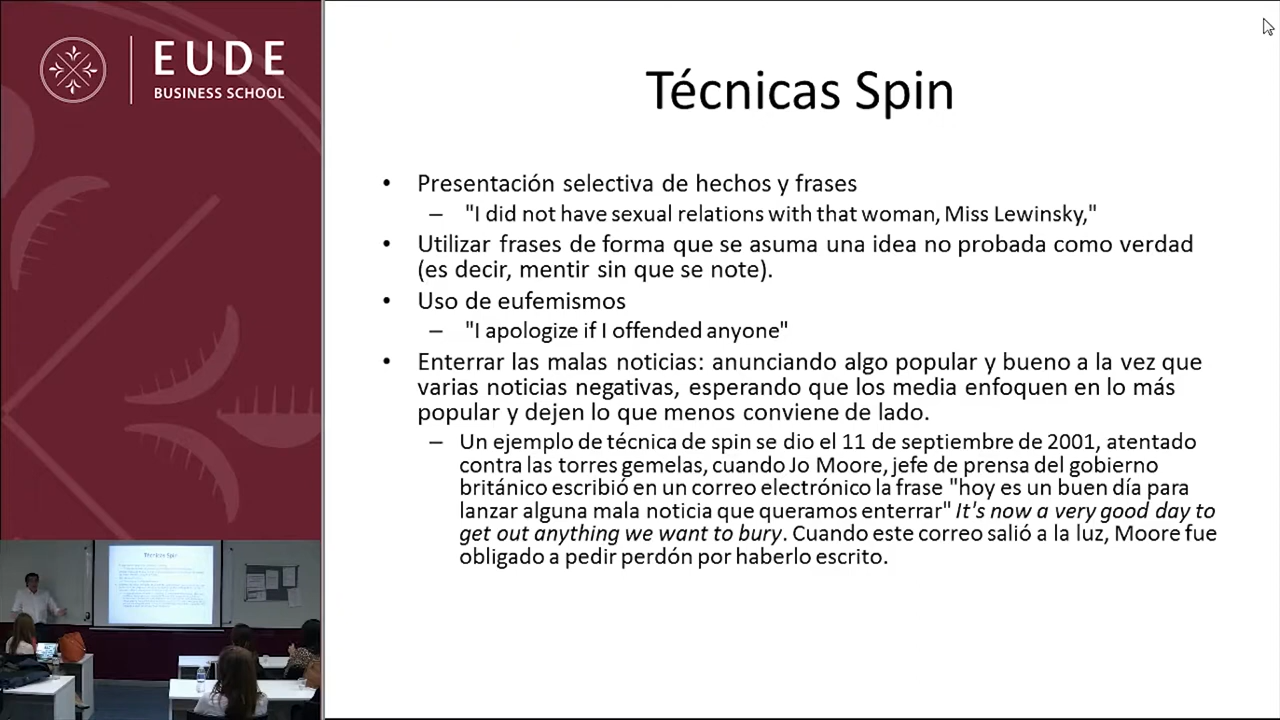 EUDE
BUSINESS SCHOOL
Técnicas Spin
• Presentación selectiva de hechos y frases
– "I did not have sexual relations with that woman, Miss Lewinsky,"
• Utilizar frases de forma que se asuma una idea no probada como verdad
(es decir, mentir sin que se note).
• Uso de eufemismos
– "I apologize if I offended anyone"
• Enterrar las malas noticias: anunciando algo popular y bueno a la vez que
varias noticias negativas, esperando que los media enfoquen en lo más
popular y dejen lo que menos conviene de lado.
– Un ejemplo de técnica de spin se dio el 11 de septiembre de 2001, atentado
contra las torres gemelas, cuando Jo Moore, jefe de prensa del gobierno
británico escribió en un correo electrónico la frase "hoy es un buen día para
lanzar alguna mala noticia que queramos enterrar" It's now a very good day to
get out anything we want to bury. Cuando este correo salió a la luz, Moore fue
obligado a pedir perdón por haberlo escrito.
Técnicas Spin